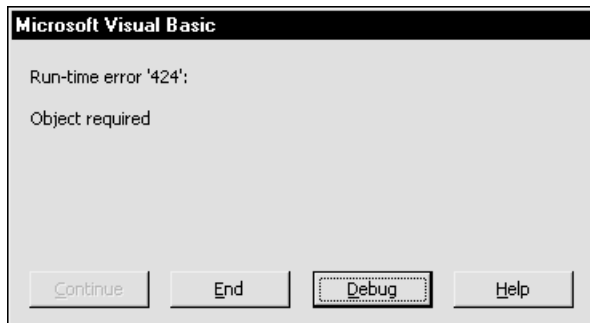 Microsoft Visual Basic
Run-time error '424':
Object required
Continue End Debug Help